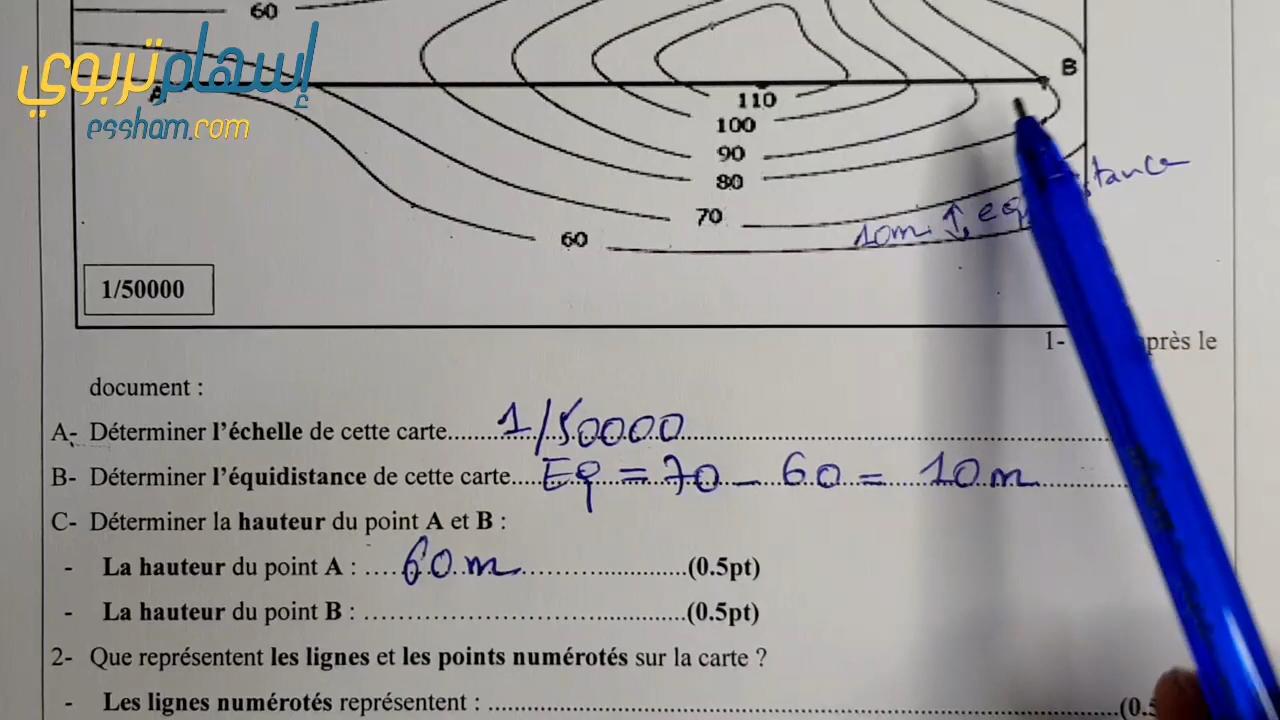 60
إسهام تربوي
essham.com
A
B
110
100
90
80
70
60
10m
1/50000
1-
près le
document :
A- Déterminer l'échelle de cette carte.....1/50000
B- Déterminer l'équidistance de cette carte.....Eq = 70 - 60 = 10 m
C- Déterminer la hauteur du point A et B :
- La hauteur du point A : ....60 m..........(0.5pt)
- La hauteur du point B : ....................(0.5pt)
2- Que représentent les lignes et les points numérotés sur la carte ?
- Les lignes numérotés représentent : ....................